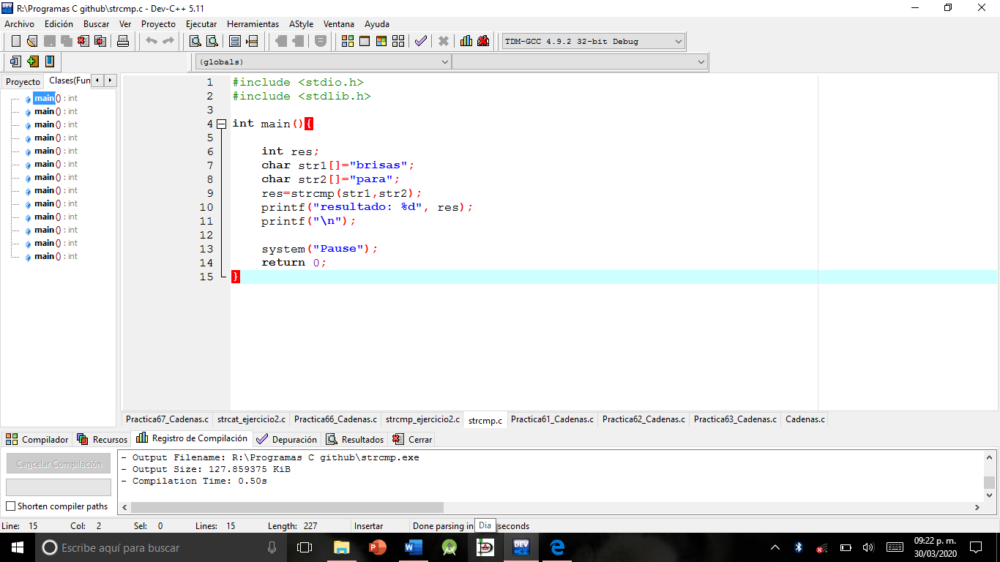 R:\Programas C github\strcmp.c - Dev-C++ 5.11
Archivo Edición Buscar Ver Proyecto Ejecutar Herramientas AStyle Ventana Ayuda
TDM-GCC 4.9.2 32-bit Debug
(globals)
Proyecto Clases(Fun
main() : int
main() : int
main() : int
main() : int
main() : int
main() : int
main() : int
main() : int
main() : int
main() : int
main() : int
main() : int
main() : int
1 #include <stdio.h>
2 #include <stdlib.h>
3
4 int main(){
5
6 int res;
7 char str1[]="brisas";
8 char str2[]="para";
9 res=strcmp(str1,str2);
10 printf("resultado: %d", res);
11 printf("\n");
12
13 system("Pause");
14 return 0;
15 }
Practica67_Cadenas.c strcat_ejercicio2.c Practica66_Cadenas.c strcmp_ejercicio2.c strcmp.c Practica61_Cadenas.c Practica62_Cadenas.c Practica63_Cadenas.c Cadenas.c
Compilador Recursos Registro de Compilación Depuración Resultados Cerrar
Cancelar Compilación
Shorten compiler paths
- Output Filename: R:\Programas C github\strcmp.exe
- Output Size: 127.859375 KiB
- Compilation Time: 0.50s
Line: 15 Col: 2 Sel: 0 Lines: 15 Length: 227 Insertar Done parsing in seconds
Dia
Escribe aquí para buscar
DEV
09:22 p. m.
30/03/2020